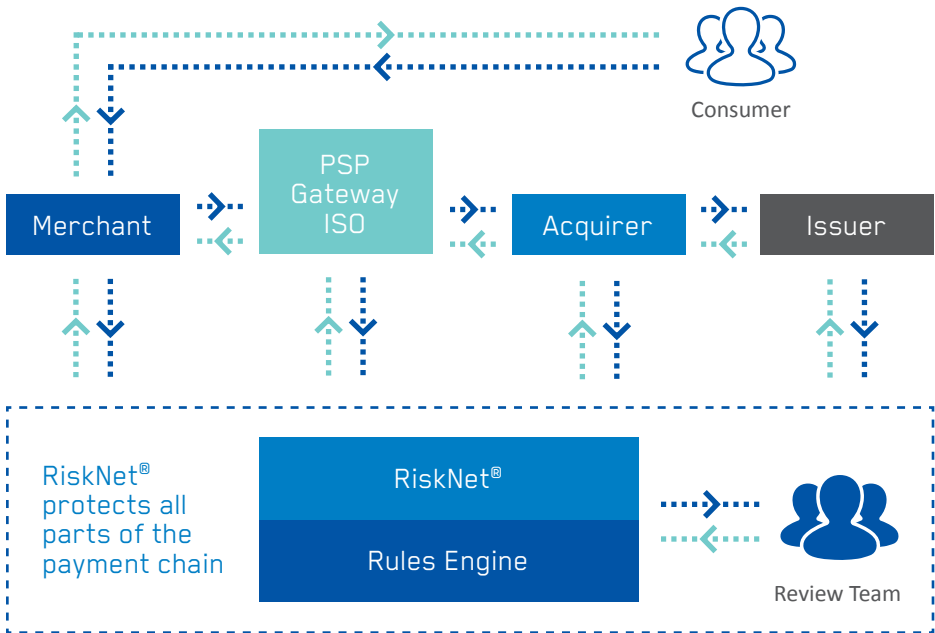 Consumer
Merchant
PSP
Gateway
ISO
Acquirer
Issuer
RiskNet®
protects all
parts of the
payment chain
RiskNet®
Rules Engine
Review Team